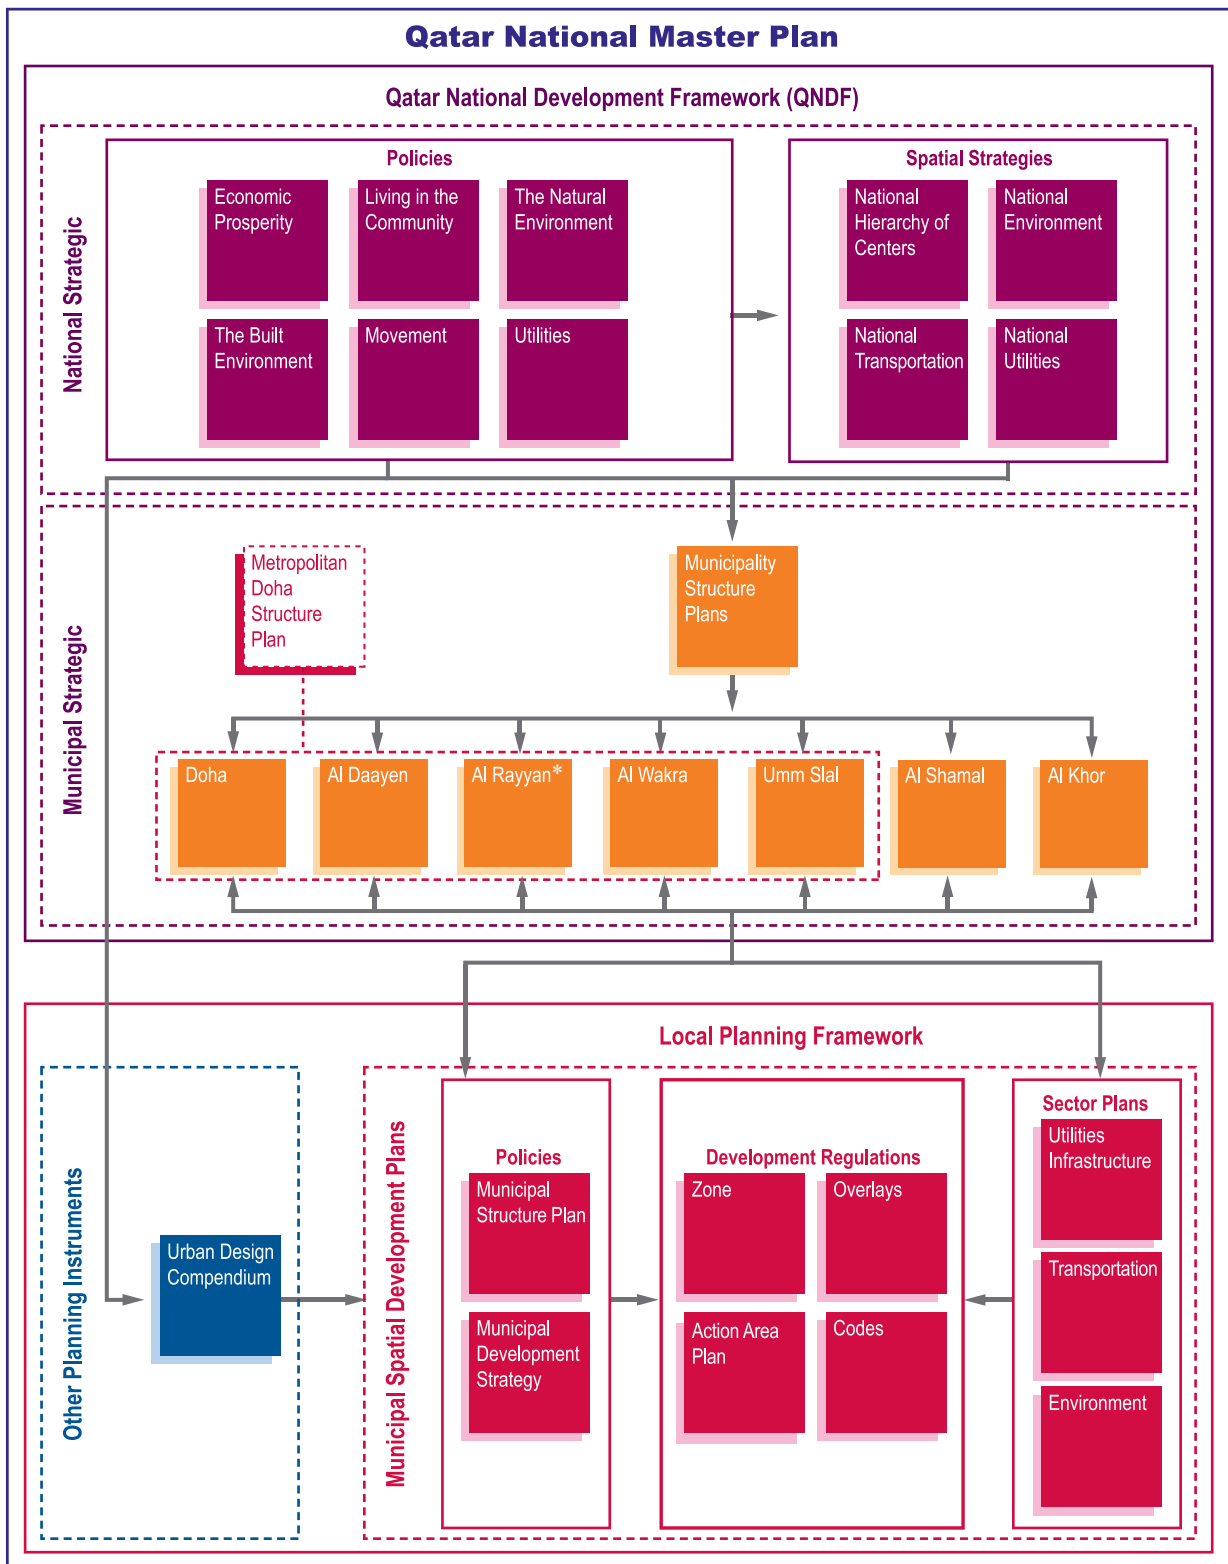 Qatar National Master Plan
Qatar National Development Framework (QNDF)
National Strategic
Policies
Economic
Prosperity
Living in the
Community
The Natural
Environment
The Built
Environment
Movement
Utilities
Spatial Strategies
National
Hierarchy of
Centers
National
Environment
National
Transportation
National
Utilities
Municipal Strategic
Metropolitan
Doha
Structure
Plan
Municipality
Structure
Plans
Doha
Al Daayen
Al Rayyan*
Al Wakra
Umm Slal
Al Shamal
Al Khor
Local Planning Framework
Other Planning Instruments
Urban Design
Compendium
Municipal Spatial Development Plans
Policies
Municipal
Structure Plan
Municipal
Development
Strategy
Development Regulations
Zone
Overlays
Action Area
Plan
Codes
Sector Plans
Utilities
Infrastructure
Transportation
Environment